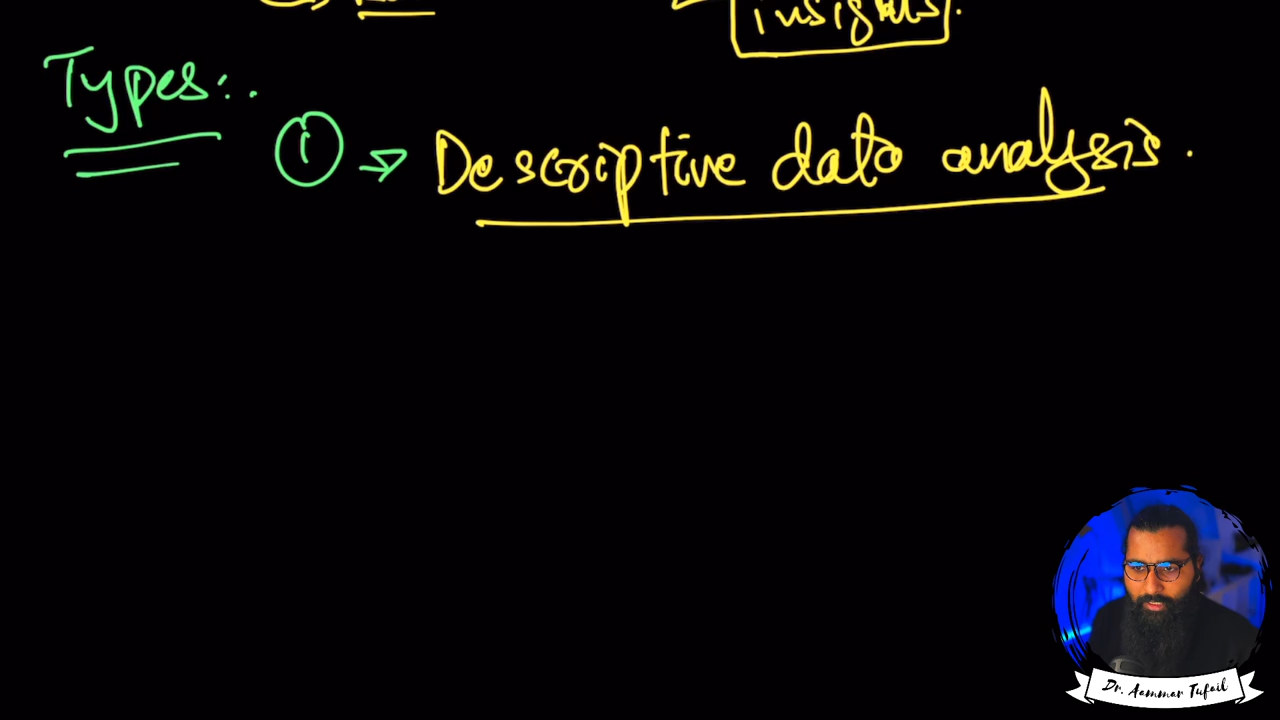 insights.
Types:.
① → Descriptive data analysis.
Dr. Aammar Tufail